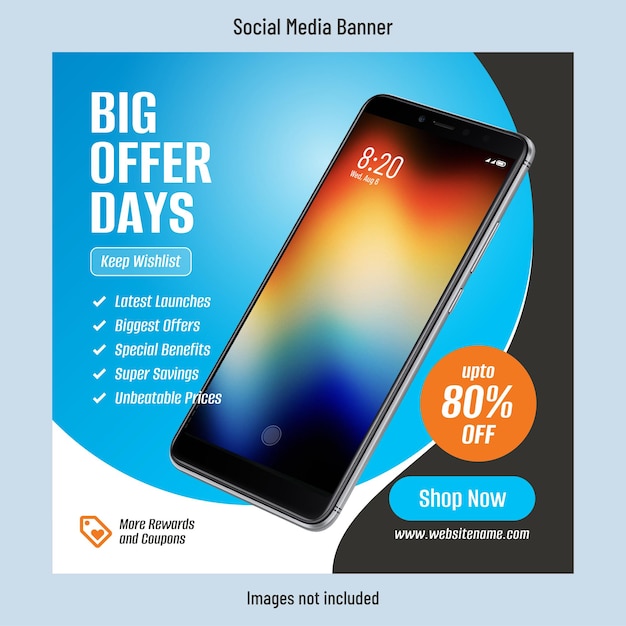 Social Media Banner
BIG
OFFER
DAYS
Keep Wishlist
Latest Launches
Biggest Offers
Special Benefits
Super Savings
Unbeatable Prices
8:20
Wed, Aug 6
upto
80%
OFF
Shop Now
www.websitename.com
More Rewards
and Coupons
Images not included